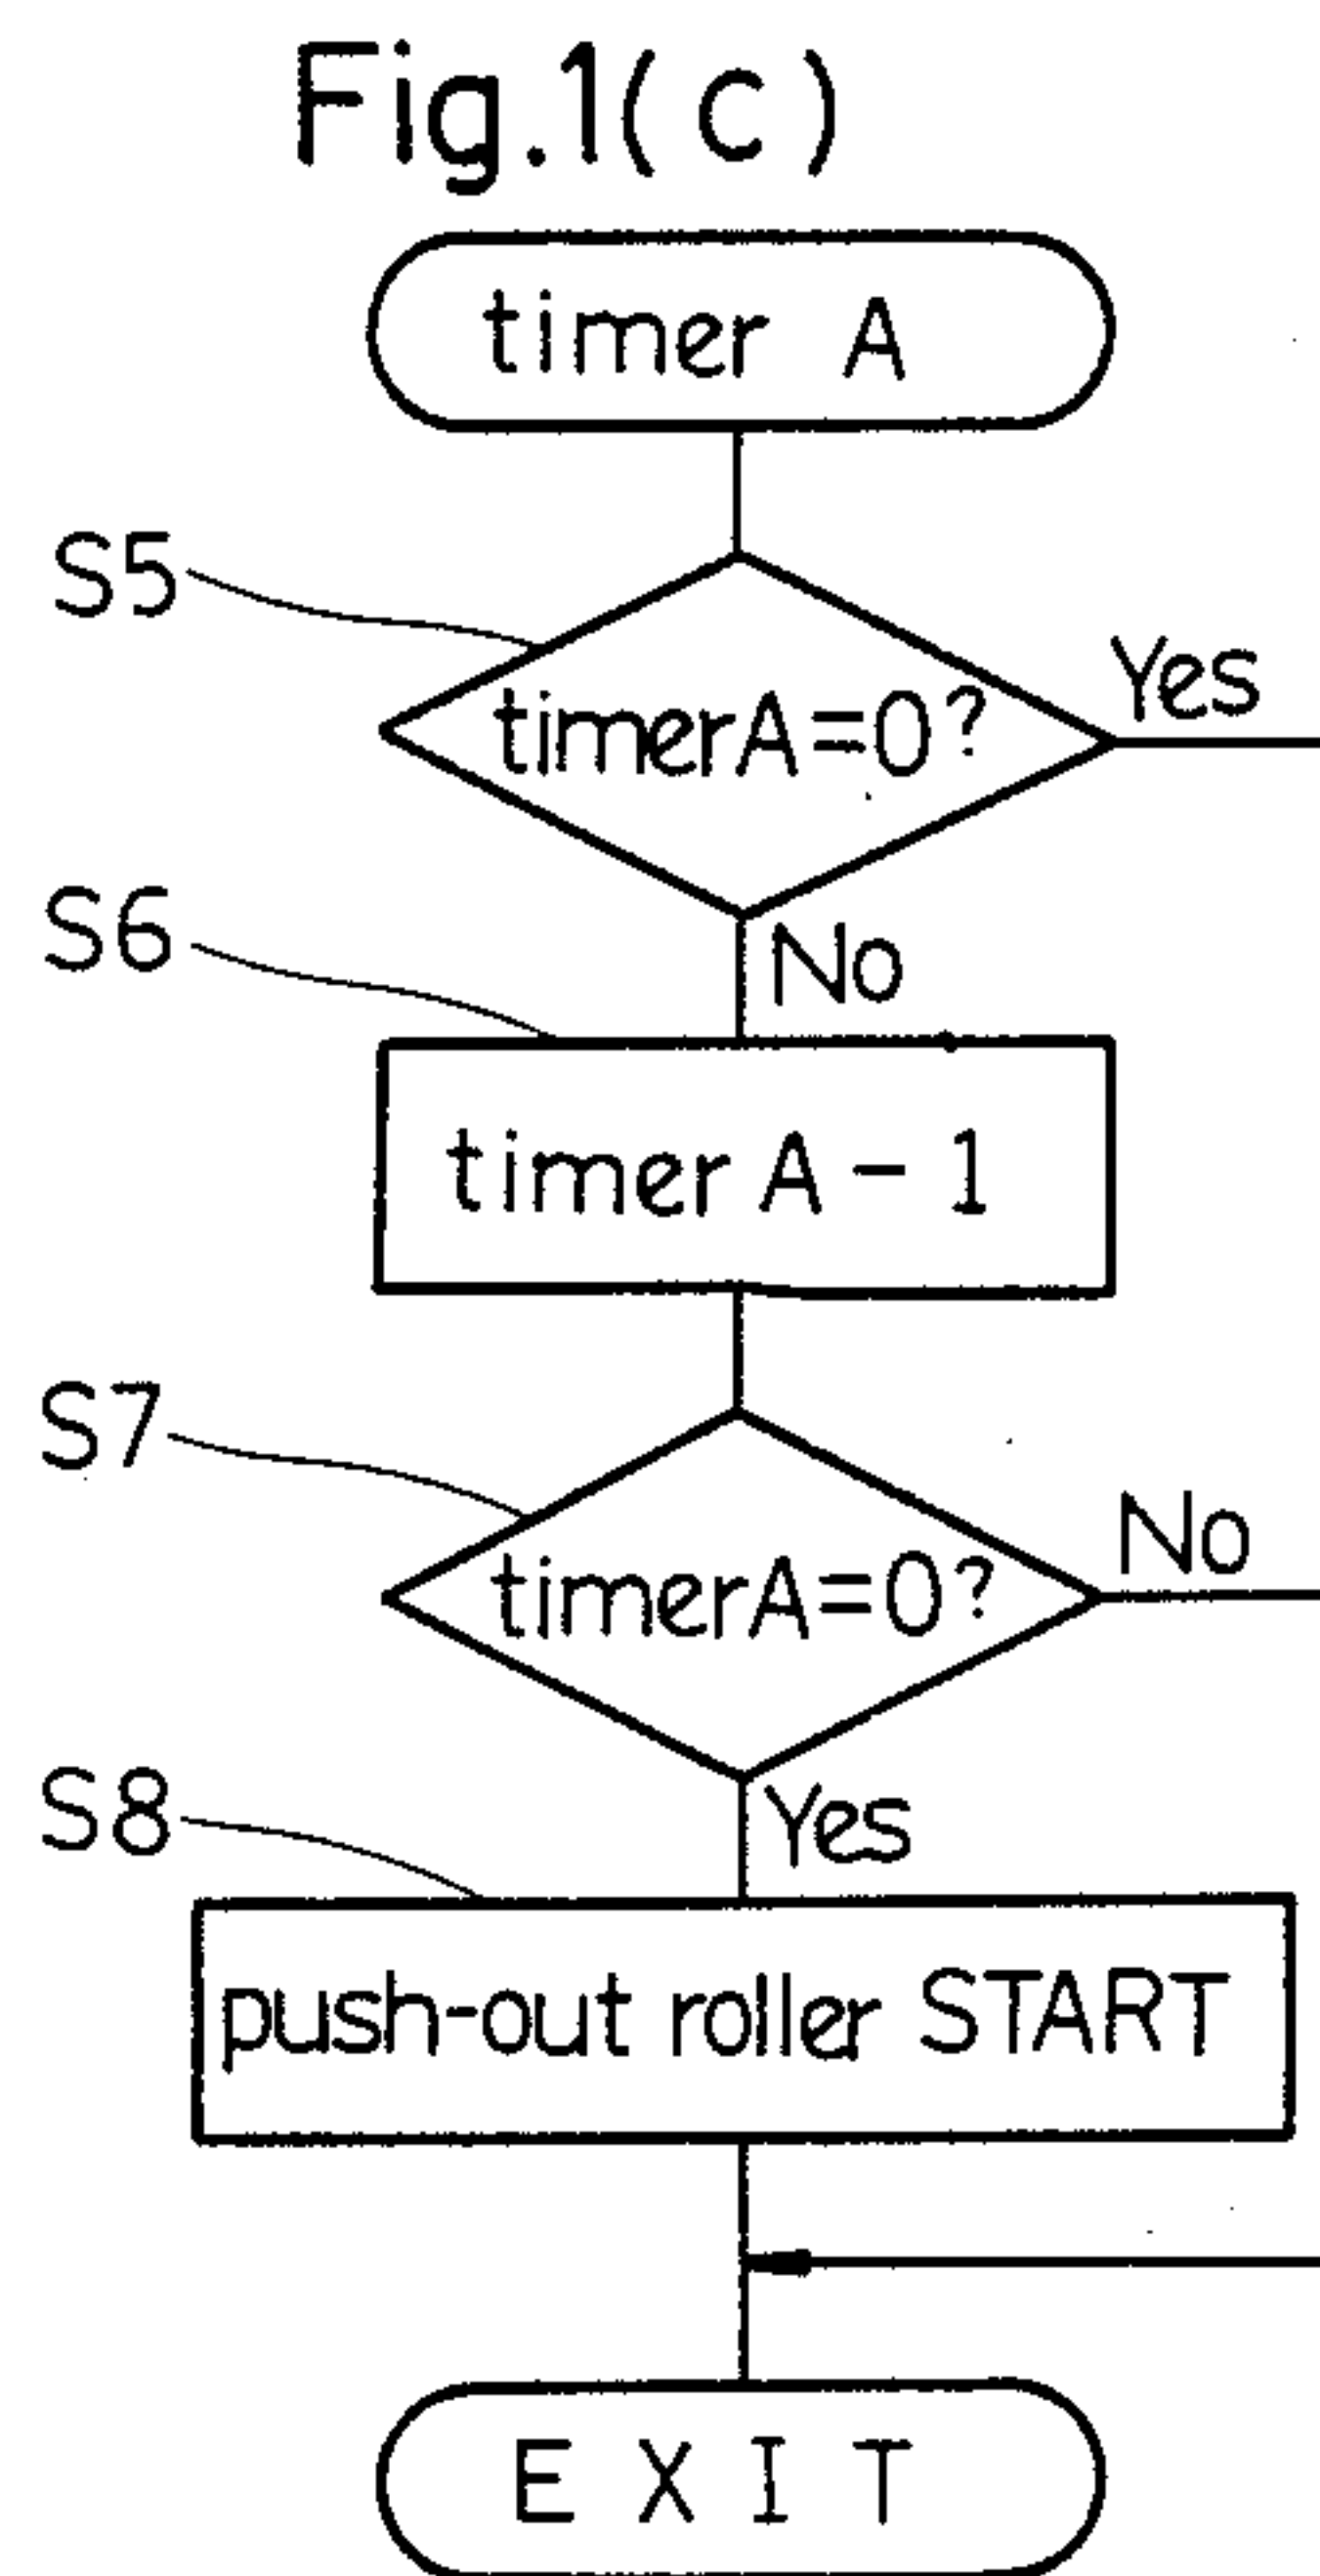 Fig.1(c)
timer A
S5
timerA=0?
Yes
S6
No
timer A - 1
S7
timerA=0?
No
S8
Yes
push-out roller START
EXIT